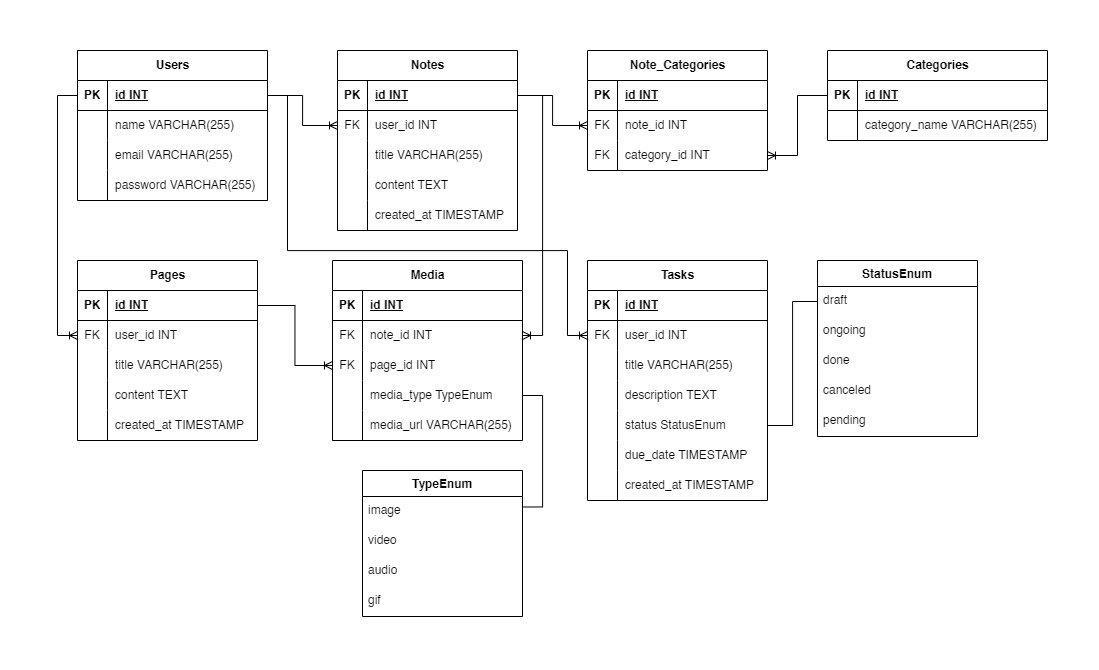 Users
PK id INT
name VARCHAR(255)
email VARCHAR(255)
password VARCHAR(255)
Notes
PK id INT
FK user_id INT
title VARCHAR(255)
content TEXT
created_at TIMESTAMP
Note_Categories
PK id INT
FK note_id INT
FK category_id INT
Categories
PK id INT
category_name VARCHAR(255)
Pages
PK id INT
FK user_id INT
title VARCHAR(255)
content TEXT
created_at TIMESTAMP
Media
PK id INT
FK note_id INT
FK page_id INT
media_type TypeEnum
media_url VARCHAR(255)
Tasks
PK id INT
FK user_id INT
title VARCHAR(255)
description TEXT
status StatusEnum
due_date TIMESTAMP
created_at TIMESTAMP
StatusEnum
draft
ongoing
done
canceled
pending
TypeEnum
image
video
audio
gif